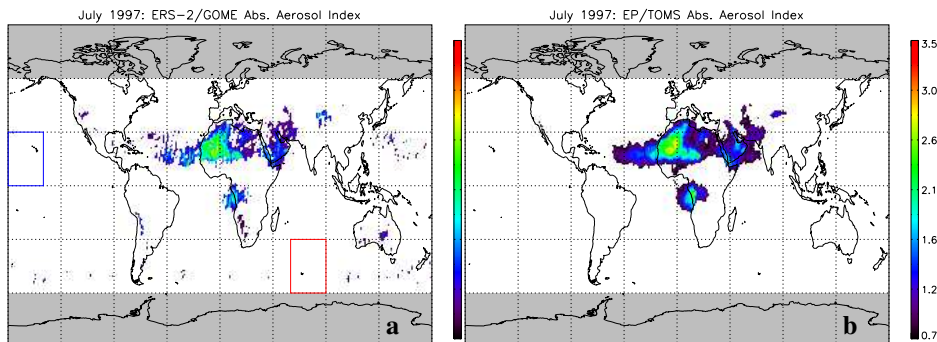 July 1997: ERS-2/GOME Abs. Aerosol Index
July 1997: EP/TOMS Abs. Aerosol Index
3.5
3.0
2.6
2.1
1.6
1.2
0.7
a
b